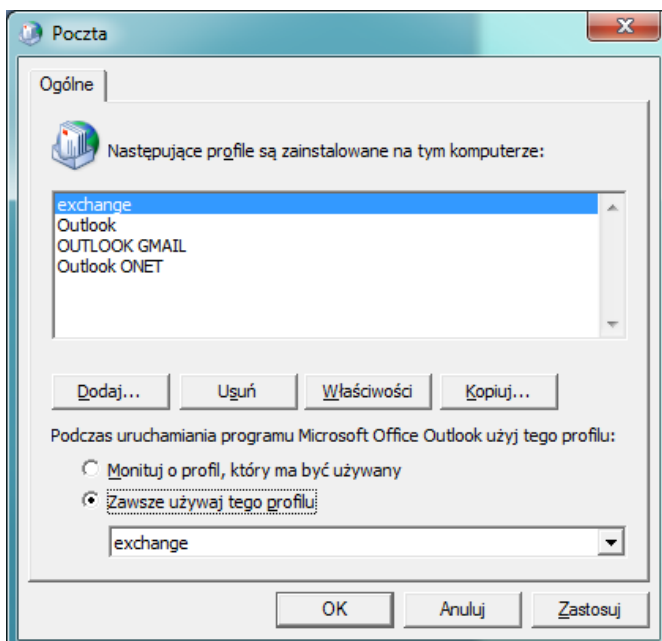 Poczta
Ogólne
Następujące profile są zainstalowane na tym komputerze:
exchange
Outlook
OUTLOOK GMAIL
Outlook ONET
Dodaj... Usuń Właściwości Kopiuj...
Podczas uruchamiania programu Microsoft Office Outlook użyj tego profilu:
Monituj o profil, który ma być używany
Zawsze używaj tego profilu
exchange
OK Anuluj Zastosuj